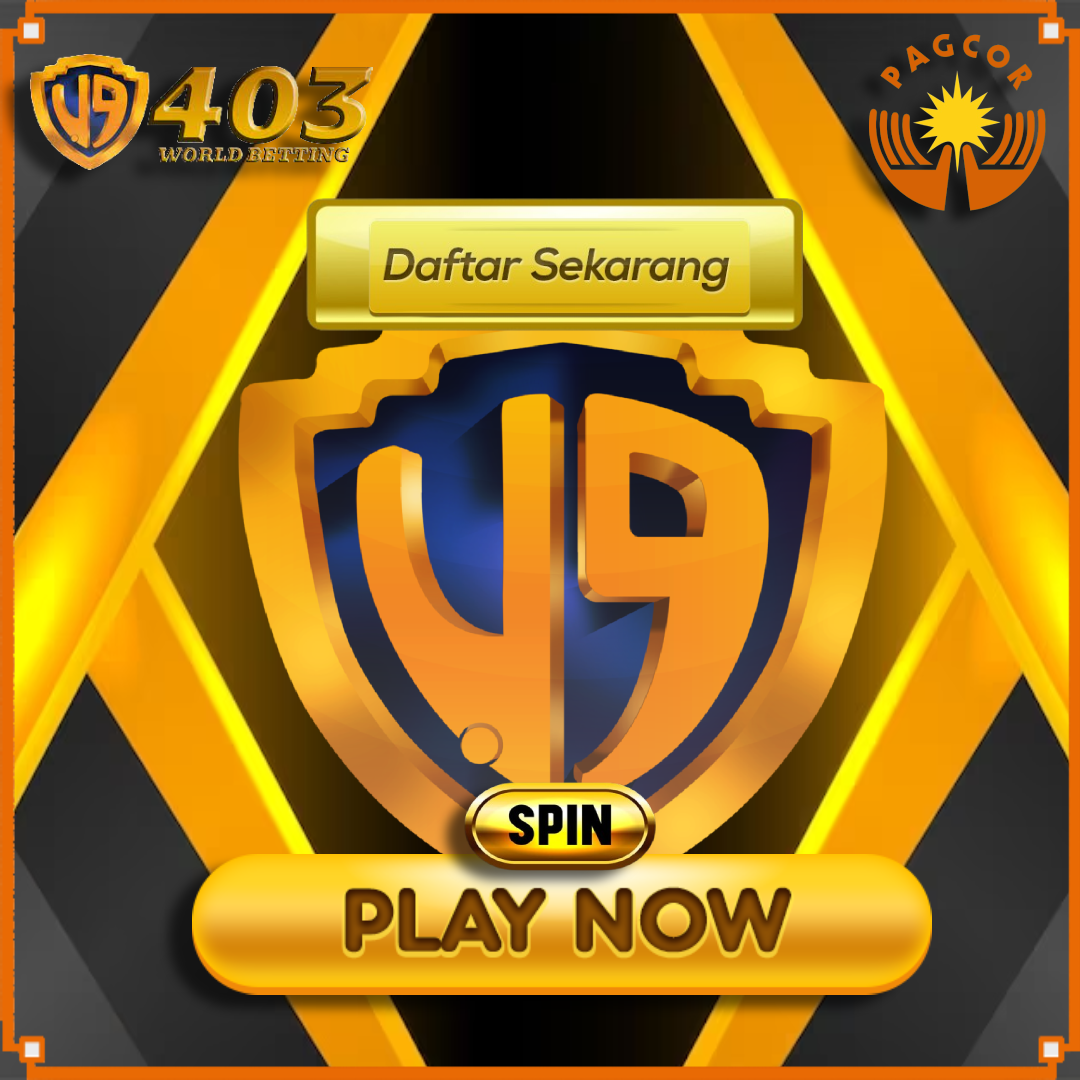 403
WORLD BETTING
PAGCOR
Daftar Sekarang
SPIN
PLAY NOW